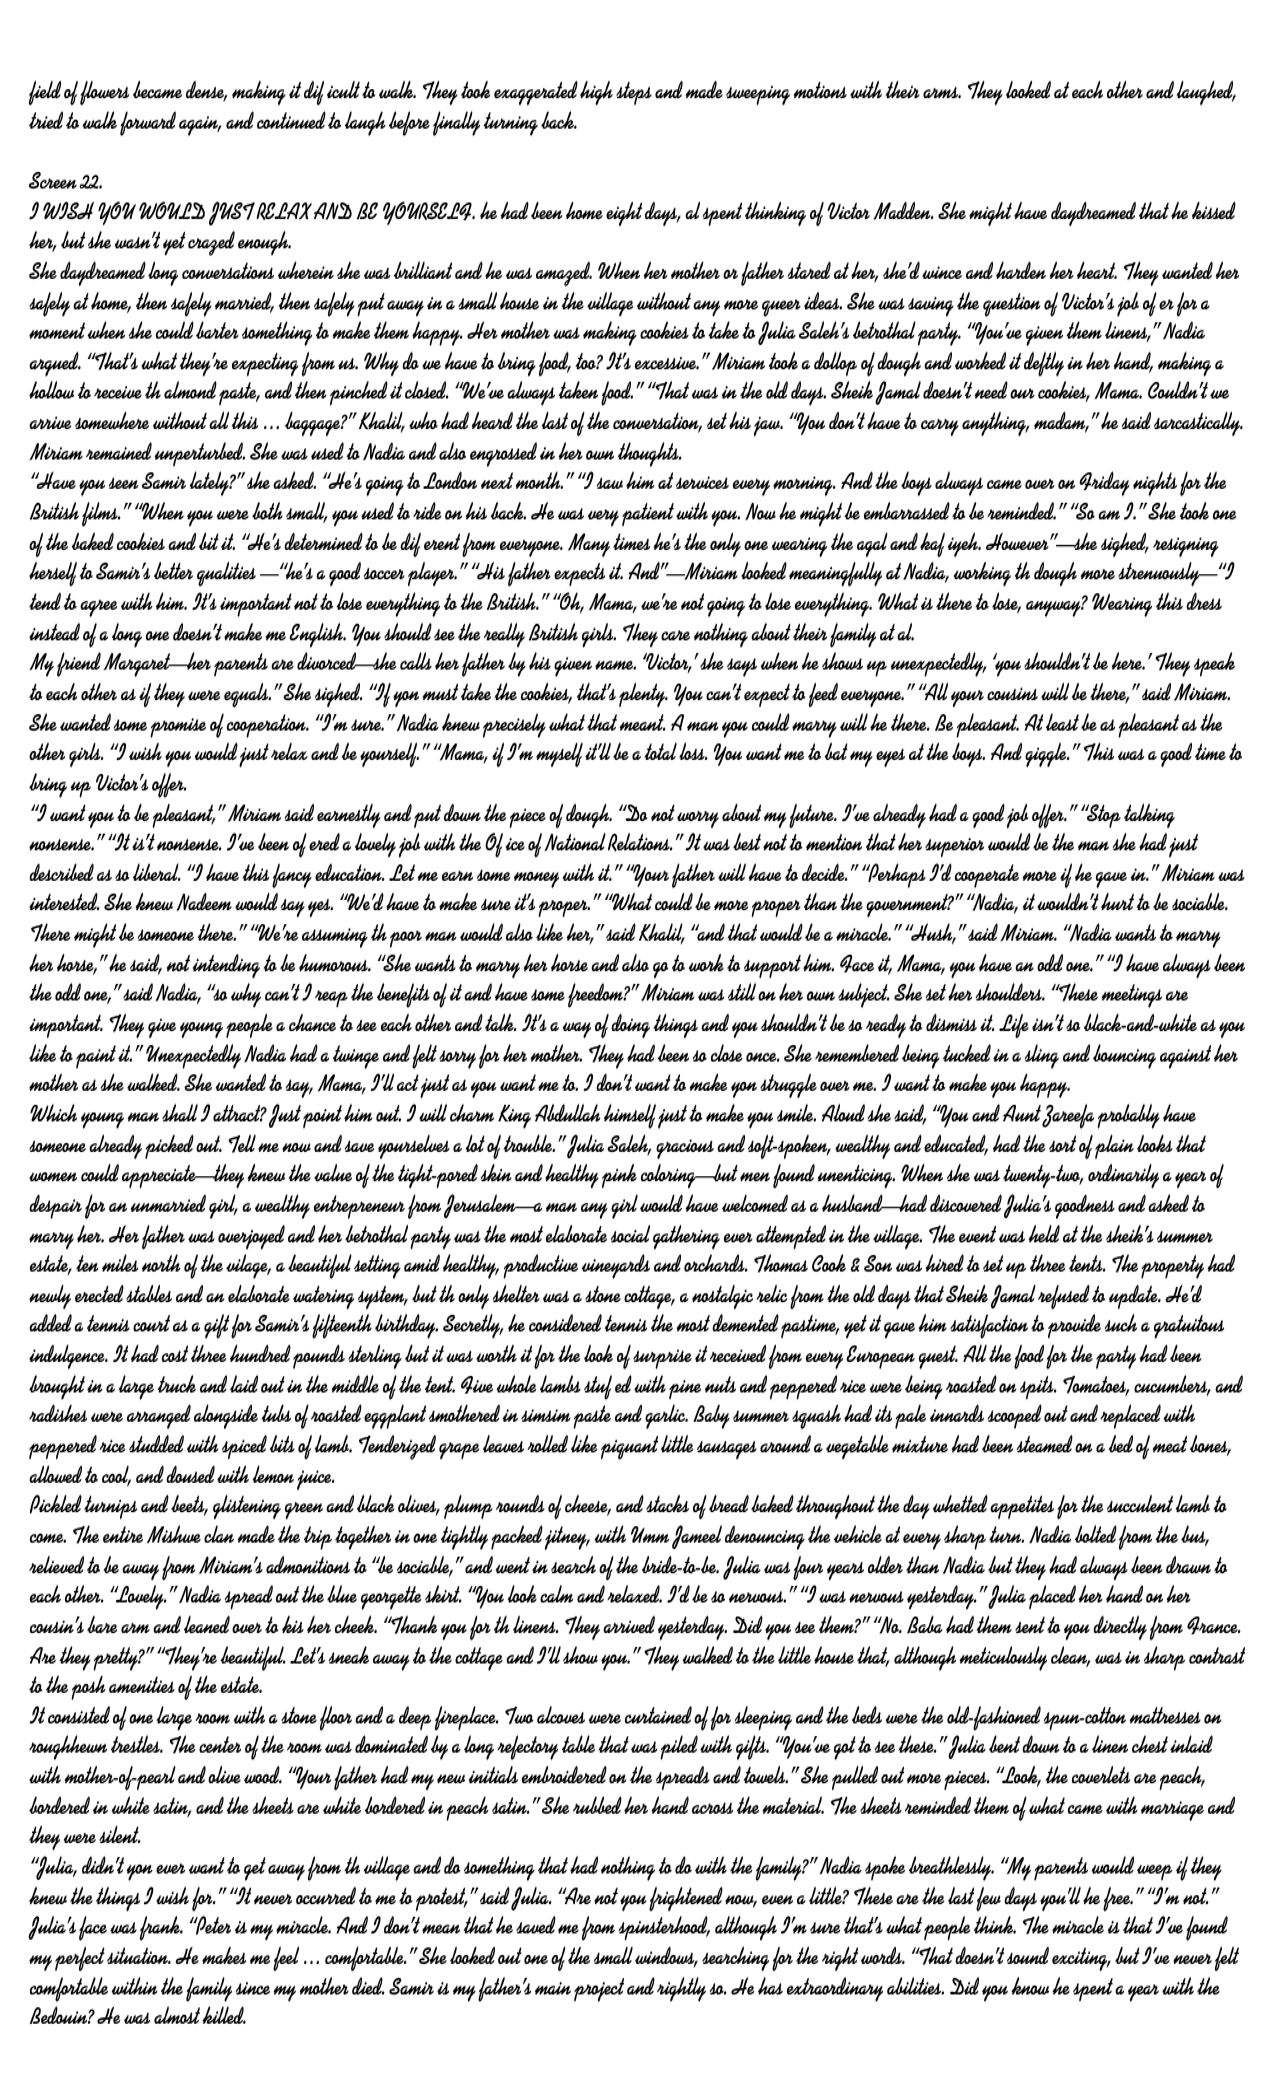 field of flowers became dense, making it dif icult to walk. They took exaggerated high steps and made sweeping motions with their arms. They looked at each other and laughed,
tried to walk forward again, and continued to laugh before finally turning back.
Screen 22.
I WISH YOU WOULD JUST RELAX AND BE YOURSELF. he had been home eight days, al spent thinking of Victor Madden. She might have daydreamed that he kissed
her, but she wasn't yet crazed enough.
She daydreamed long conversations wherein she was brilliant and he was amazed. When her mother or father stared at her, she'd wince and harden her heart. They wanted her
safely at home, then safely married, then safely put away in a small house in the village without any more queer ideas. She was saving the question of Victor's job of er for a
moment when she could barter something to make them happy. Her mother was making cookies to take to Julia Saleh's betrothal party. “You've given them linens,” Nadia
argued. “That's what they're expecting from us. Why do we have to bring food, too? It's excessive.” Miriam took a dollop of dough and worked it deftly in her hand, making a
hollow to receive th almond paste, and then pinched it closed. “We've always taken food.” “That was in the old days. Sheik Jamal doesn't need our cookies, Mama. Couldn't we
arrive somewhere without all this … baggage?” Khalil, who had heard the last of the conversation, set his jaw. “You don't have to carry anything, madam,” he said sarcastically.
Miriam remained unperturbed. She was used to Nadia and also engrossed in her own thoughts.
“Have you seen Samir lately?” she asked. “He's going to London next month.” “I saw him at services every morning. And the boys always came over on Friday nights for the
British films.” “When you were both small, you used to ride on his back. He was very patient with you. Now he might be embarrassed to be reminded.” “So am I.” She took one
of the baked cookies and bit it. “He's determined to be dif erent from everyone. Many times he's the only one wearing the agal and kaf iyeh. However”—she sighed, resigning
herself to Samir's better qualities —“he's a good soccer player.” “His father expects it. And”—Miriam looked meaningfully at Nadia, working th dough more strenuously—“I
tend to agree with him. It's important not to lose everything to the British.” “Oh, Mama, we're not going to lose everything. What is there to lose, anyway? Wearing this dress
instead of a long one doesn't make me English. You should see the really British girls. They care nothing about their family at al.
My friend Margaret—her parents are divorced—she calls her father by his given name. ‘Victor,’ she says when he shows up unexpectedly, ‘you shouldn't be here.’ They speak
to each other as if they were equals.” She sighed. “If yon must take the cookies, that's plenty. You can't expect to feed everyone.” “All your cousins will be there,” said Miriam.
She wanted some promise of cooperation. “I'm sure.” Nadia knew precisely what that meant. A man you could marry will he there. Be pleasant. At least be as pleasant as the
other girls. “I wish you would just relax and be yourself.” “Mama, if I'm myself it'll be a total loss. You want me to bat my eyes at the boys. And giggle.” This was a good time to
bring up Victor's offer.
“I want you to be pleasant,” Miriam said earnestly and put down the piece of dough. “Do not worry about my future. I've already had a good job offer.” “Stop talking
nonsense.” “It is't nonsense. I've been of ered a lovely job with the Of ice of National Relations.” It was best not to mention that her superior would be the man she had just
described as so liberal. “I have this fancy education. Let me earn some money with it.” “Your father will have to decide.” “Perhaps I'd cooperate more if he gave in.” Miriam was
interested. She knew Nadeem would say yes. “We'd have to make sure it's proper.” “What could be more proper than the government?” “Nadia, it wouldn't hurt to be sociable.
There might be someone there.” “We're assuming th poor man would also like her,” said Khalil, “and that would be a miracle.” “Hush,” said Miriam. “Nadia wants to marry
her horse,” he said, not intending to be humorous. “She wants to marry her horse and also go to work to support him. Face it, Mama, you have an odd one.” “I have always been
the odd one,” said Nadia, “so why can't I reap the benefits of it and have some freedom?” Miriam was still on her own subject. She set her shoulders. “These meetings are
important. They give young people a chance to see each other and talk. It's a way of doing things and you shouldn't be so ready to dismiss it. Life isn't so black-and-white as you
like to paint it.” Unexpectedly Nadia had a twinge and felt sorry for her mother. They had been so close once. She remembered being tucked in a sling and bouncing against her
mother as she walked. She wanted to say, Mama, I'll act just as you want me to. I don't want to make yon struggle over me. I want to make you happy.
Which young man shall I attract? Just point him out. I will charm King Abdullah himself just to make you smile. Aloud she said, “You and Aunt Zareefa probably have
someone already picked out. Tell me now and save yourselves a lot of trouble.” Julia Saleh, gracious and soft-spoken, wealthy and educated, had the sort of plain looks that
women could appreciate—they knew the value of the tight-pored skin and healthy pink coloring—but men found unenticing. When she was twenty-two, ordinarily a year of
despair for an unmarried girl, a wealthy entrepreneur from Jerusalem—a man any girl would have welcomed as a husband—had discovered Julia's goodness and asked to
marry her. Her father was overjoyed and her betrothal party was the most elaborate social gathering ever attempted in the village. The event was held at the sheik's summer
estate, ten miles north of the vilage, a beautiful setting amid healthy, productive vineyards and orchards. Thomas Cook & Son was hired to set up three tents. The property had
newly erected stables and an elaborate watering system, but th only shelter was a stone cottage, a nostalgic relic from the old days that Sheik Jamal refused to update. He'd
added a tennis court as a gift for Samir's fifteenth birthday. Secretly, he considered tennis the most demented pastime, yet it gave him satisfaction to provide such a gratuitous
indulgence. It had cost three hundred pounds sterling but it was worth it for the look of surprise it received from every European guest. All the food for the party had been
brought in a large truck and laid out in the middle of the tent. Five whole lambs stuf ed with pine nuts and peppered rice were being roasted on spits. Tomatoes, cucumbers, and
radishes were arranged alongside tubs of roasted eggplant smothered in simsim paste and garlic. Baby summer squash had its pale innards scooped out and replaced with
peppered rice studded with spiced bits of lamb. Tenderized grape leaves rolled like piquant little sausages around a vegetable mixture had been steamed on a bed of meat bones,
allowed to cool, and doused with lemon juice.
Pickled turnips and beets, glistening green and black olives, plump rounds of cheese, and stacks of bread baked throughout the day whetted appetites for the succulent lamb to
come. The entire Mishwe clan made the trip together in one tightly packed jitney, with Umm Jameel denouncing the vehicle at every sharp turn. Nadia bolted from the bus,
relieved to be away from Miriam's admonitions to “be sociable,” and went in search of the bride-to-be. Julia was four years older than Nadia but they had always been drawn to
each other. “Lovely.” Nadia spread out the blue georgette skirt. “You look calm and relaxed. I'd be so nervous.” “I was nervous yesterday.” Julia placed her hand on her
cousin's bare arm and leaned over to kis her cheek. “Thank you for th linens. They arrived yesterday. Did you see them?” “No. Baba had them sent to you directly from France.
Are they pretty?” “They're beautiful. Let's sneak away to the cottage and I'll show you.” They walked to the little house that, although meticulously clean, was in sharp contrast
to the posh amenities of the estate.
It consisted of one large room with a stone floor and a deep fireplace. Two alcoves were curtained of for sleeping and the beds were the old-fashioned spun-cotton mattresses on
roughhewn trestles. The center of the room was dominated by a long refectory table that was piled with gifts. “You've got to see these.” Julia bent down to a linen chest inlaid
with mother-of-pearl and olive wood. “Your father had my new initials embroidered on the spreads and towels.” She pulled out more pieces. “Look, the coverlets are peach,
bordered in white satin, and the sheets are white bordered in peach satin.” She rubbed her hand across the material. The sheets reminded them of what came with marriage and
they were silent.
“Julia, didn't yon ever want to get away from th village and do something that had nothing to do with the family?” Nadia spoke breathlessly. “My parents would weep if they
knew the things I wish for.” “It never occurred to me to protest,” said Julia. “Are not you frightened now, even a little? These are the last few days you'll he free.” “I'm not.”
Julia's face was frank. “Peter is my miracle. And I don't mean that he saved me from spinsterhood, although I'm sure that's what people think. The miracle is that I've found
my perfect situation. He makes me feel … comfortable.” She looked out one of the small windows, searching for the right words. “That doesn't sound exciting, but I've never felt
comfortable within the family since my mother died. Samir is my father's main project and rightly so. He has extraordinary abilities. Did you know he spent a year with the
Bedouin? He was almost killed.